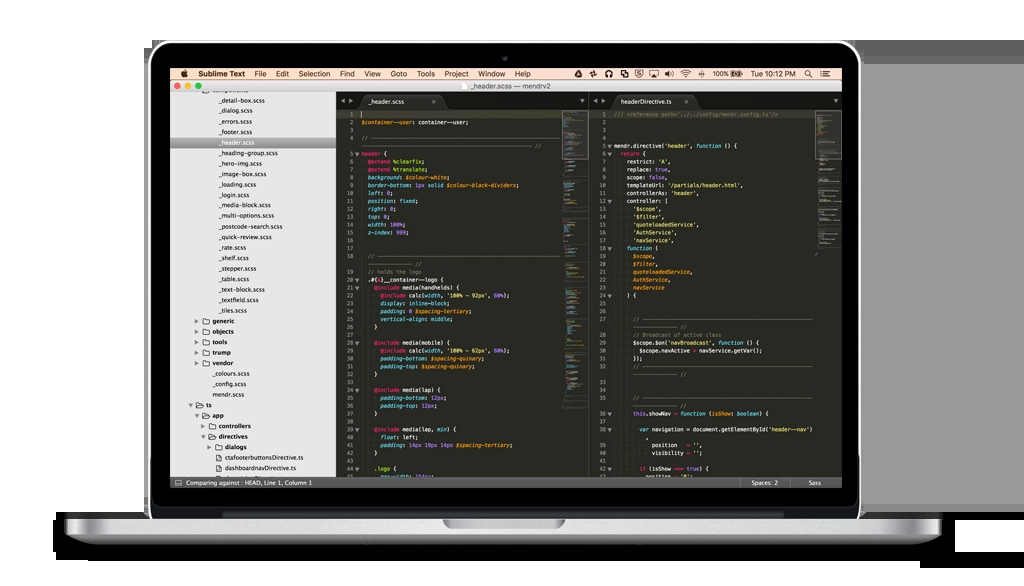 Sublime Text File Edit Selection Find View Goto Tools Project Window Help 100% Tue 10:12 PM
_header.scss — mendrv2
components
_detail-box.scss
_dialog.scss
_errors.scss
_footer.scss
_header.scss
_heading-group.scss
_hero-img.scss
_image-box.scss
_loading.scss
_login.scss
_media-block.scss
_multi-options.scss
_postcode-search.scss
_quick-review.scss
_rate.scss
_shelf.scss
_stepper.scss
_table.scss
_text-block.scss
_textfield.scss
_tiles.scss
generic
objects
tools
trump
vendor
_colours.scss
_config.scss
mendr.scss
ts
app
controllers
directives
dialogs
ctafooterbuttonsDirective.ts
dashboardnavDirective.ts
_header.scss
1
2 $container--user: container--user;
3
4 //
//
5 header {
6 @extend %clearfix;
7 @extend %translate;
8 background: $colour-white;
9 border-bottom: 1px solid $colour-black-dividers;
10 left: 0;
11 position: fixed;
12 right: 0;
13 top: 0;
14 width: 100%;
15 z-index: 999;
16
17
18 //
//
19 // holds the logo
20 .#{&}__container--logo {
21 @include media(handhelds) {
22 @include calc(width, '100% - 92px', 60%);
23 display: inline-block;
24 padding: 0 $spacing-tertiary;
25 vertical-align: middle;
26 }
27
28 @include media(mobile) {
29 @include calc(width, '100% - 62px', 60%);
30 padding-bottom: $spacing-quinary;
31 padding-top: $spacing-quinary;
32 }
33
34 @include media(lap) {
35 padding-bottom: 12px;
36 padding-top: 12px;
37 }
38
39 @include media(lap, min) {
40 float: left;
41 padding: 14px 19px 14px $spacing-tertiary;
42 }
43
44 .logo {
headerDirective.ts
1 /// <reference path='../../config/mendr.config.ts'/>
2
3
4
5 mendr.directive('header', function () {
6 return {
7 restrict: 'A',
8 replace: true,
9 scope: false,
10 templateUrl: '/partials/header.html',
11 controllerAs: 'header',
12 controller: [
13 '$scope',
14 '$filter',
15 'quoteloadedService',
16 'AuthService',
17 'navService',
18 function (
19 $scope,
20 $filter,
21 quoteloadedService,
22 AuthService,
23 navService
24 ) {
25
26
27 //
//
28 // Broadcast of active class
29 $scope.$on('navBroadcast', function () {
30 $scope.navActive = navService.getVar();
31 });
32 //
//
33
34
35 //
//
36 this.showNav = function (isShow: boolean) {
37
38 var navigation = document.getElementById('header--nav')
,
39 position = '',
40 visibility = '';
41
42 if (isShow === true) {
Comparing against : HEAD, Line 1, Column 1 Spaces: 2 Sass